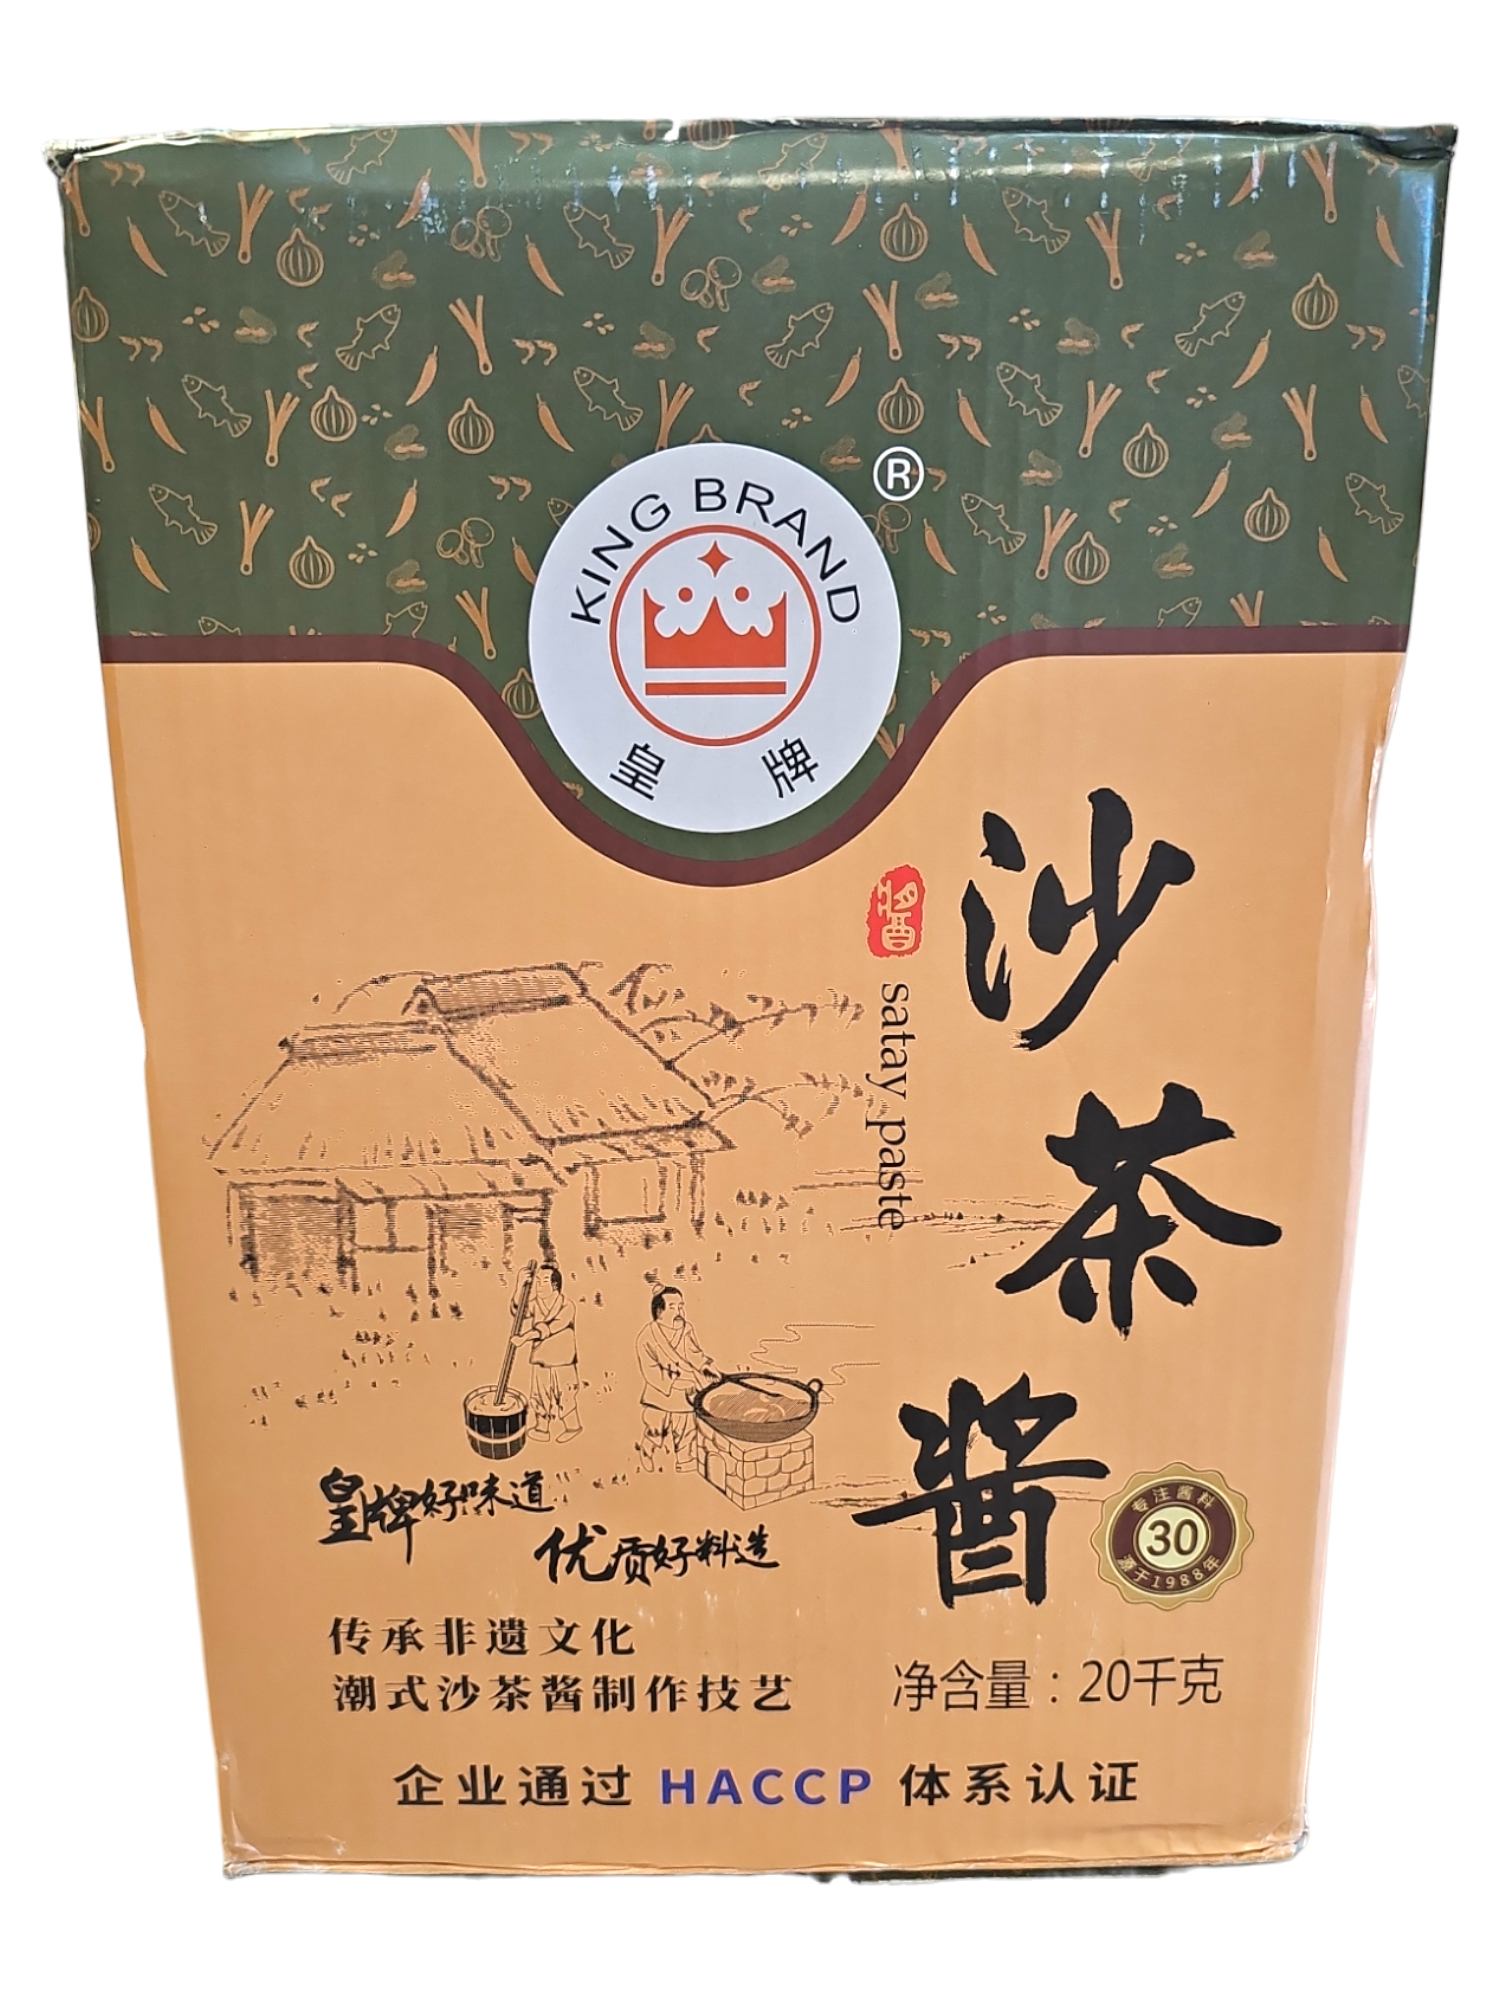 KING BRAND
®
皇牌
沙茶酱
酱
satay paste
皇牌好味道
优质好料造
专注酱料
30
源于1988年
传承非遗文化
潮式沙茶酱制作技艺
净含量：20千克
企业通过 HACCP 体系认证